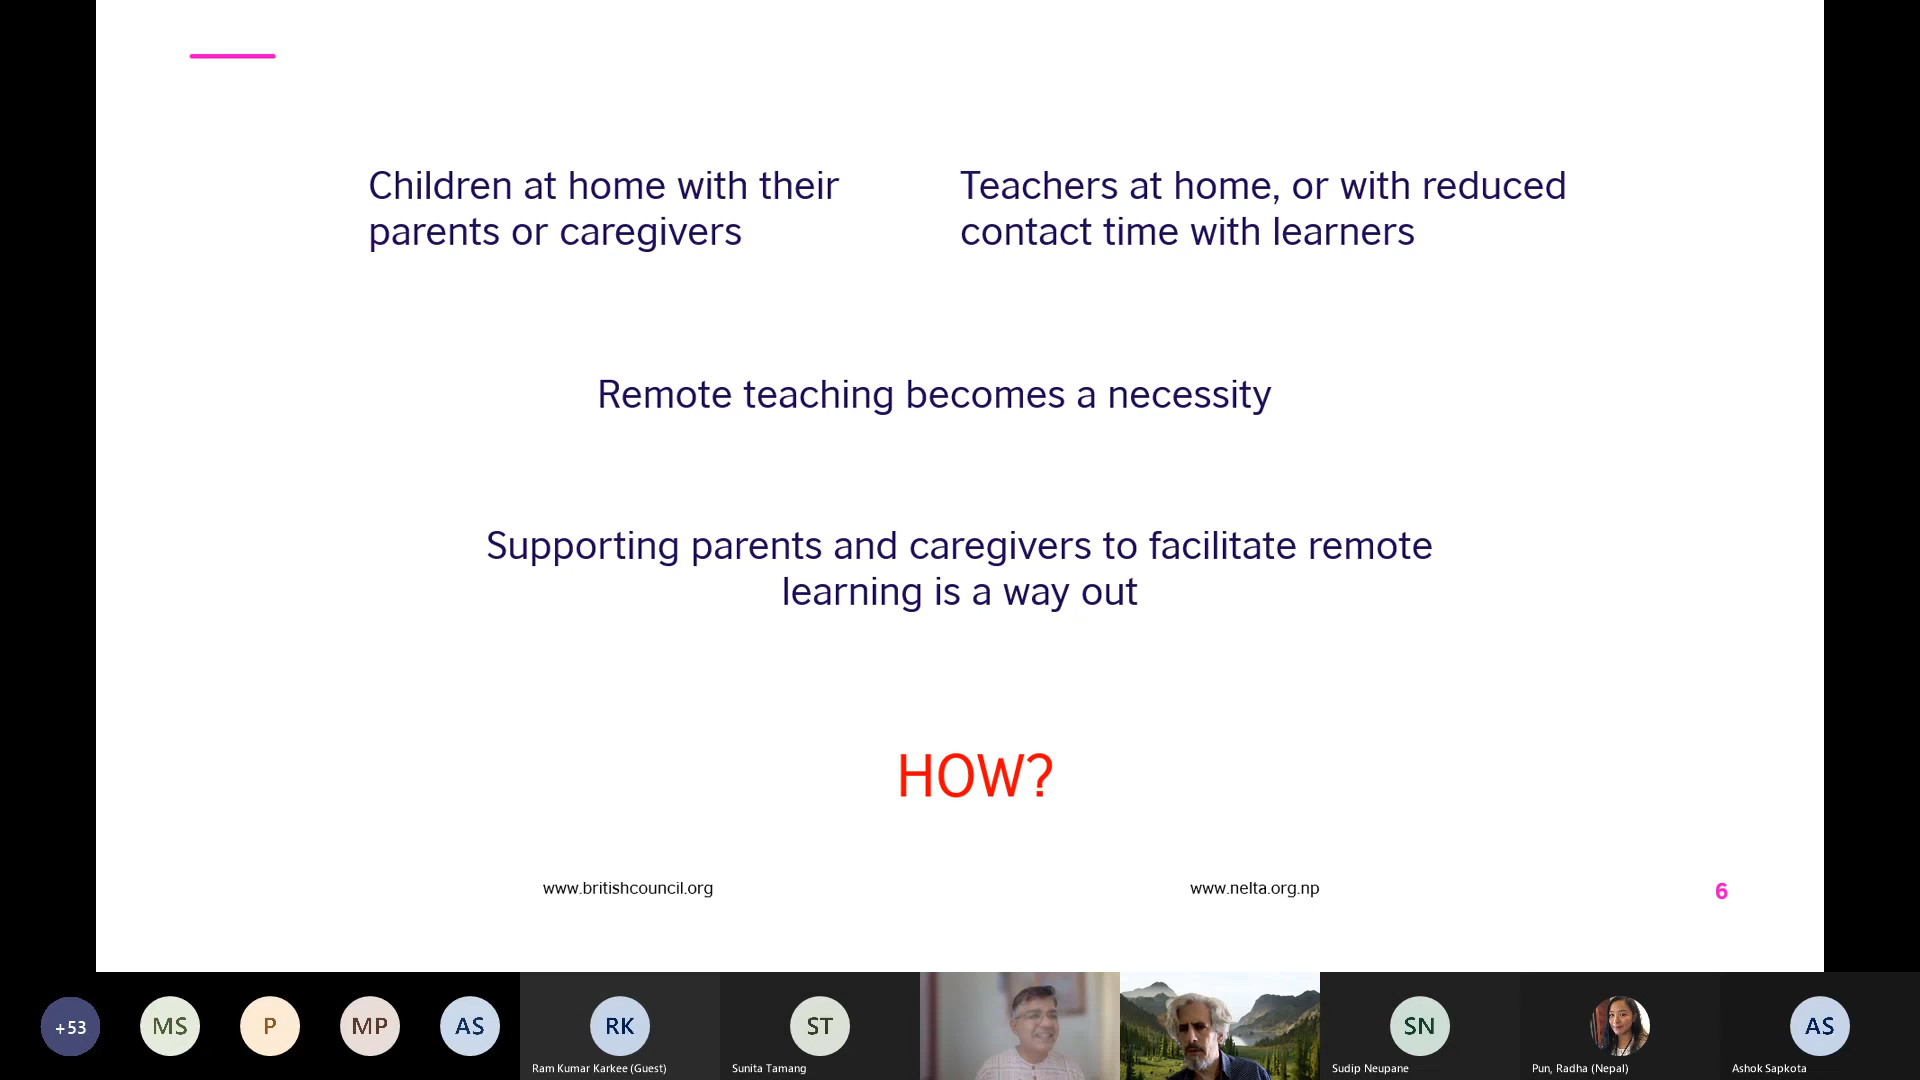 Children at home with their
parents or caregivers
Teachers at home, or with reduced
contact time with learners
Remote teaching becomes a necessity
Supporting parents and caregivers to facilitate remote
learning is a way out
HOW?
www.britishcouncil.org
www.nelta.org.np
6
+53
MS
P
MP
AS
RK
Ram Kumar Karkee (Guest)
ST
Sunita Tamang
SN
Sudip Neupane
Pun, Radha (Nepal)
AS
Ashok Sapkota